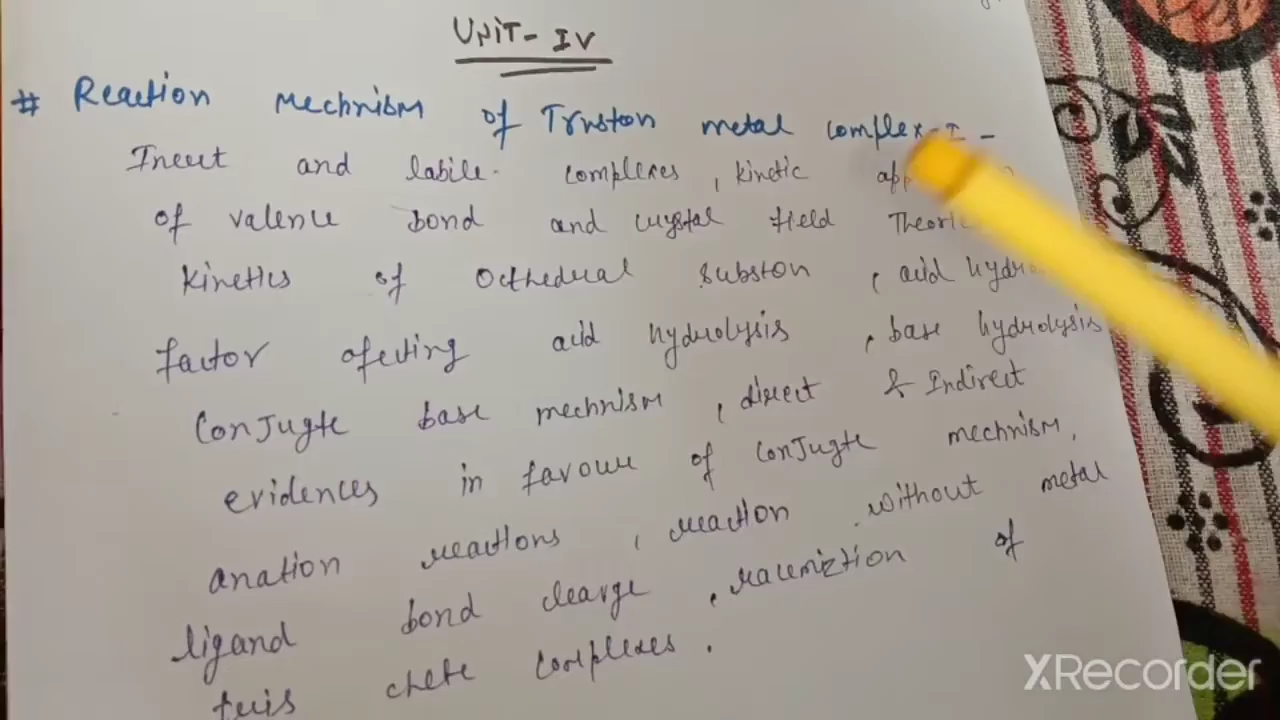 UNIT- IV
# Reaction Mechnism of Trnston metal complex-I -
Inert and labile. complexes, kinetic
of valence bond and crystal field
Kinetics of Octhedral Subston , acid
factor afecting acid hydrolysis , base hydrolysis
ConJugte base mechnism , direct & Indirect
evidences in favour of conJugte mechnism,
anation reactions , reaction without metal
ligand bond cleavge , racemiztion of
tris chete complexes.
XRecorder